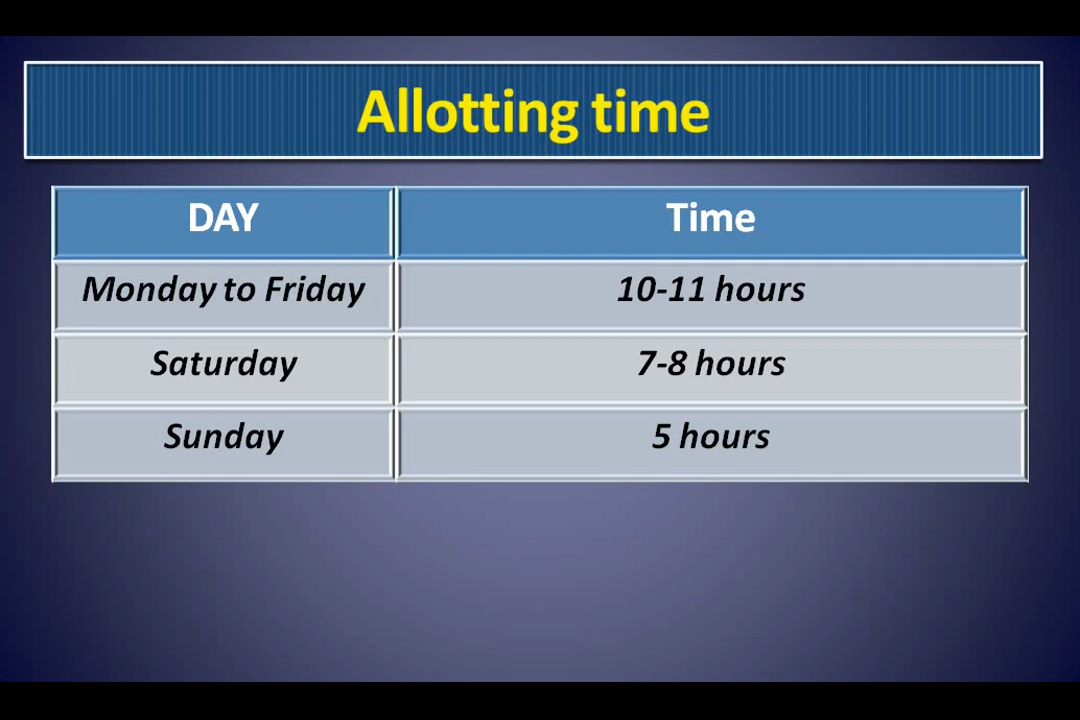 Allotting time
DAY Time
Monday to Friday 10-11 hours
Saturday 7-8 hours
Sunday 5 hours